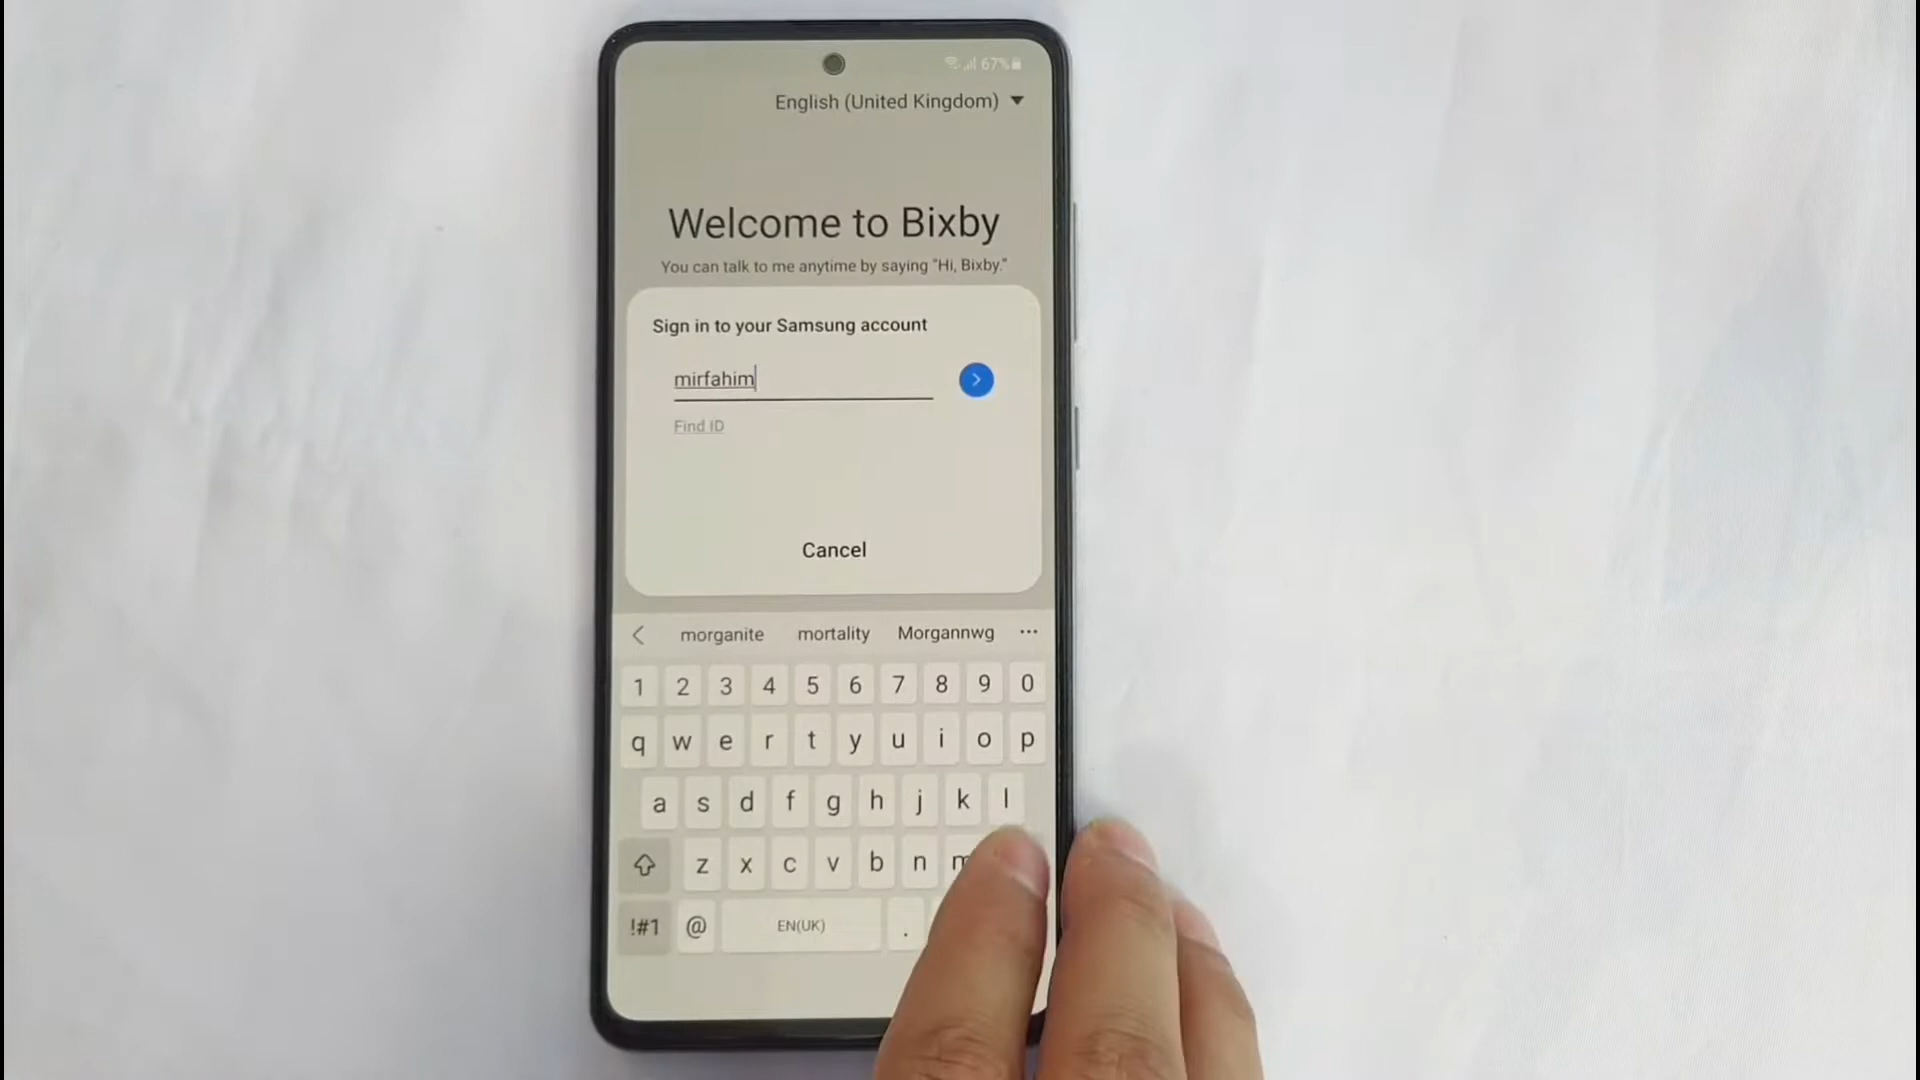 67%
English (United Kingdom)
Welcome to Bixby
You can talk to me anytime by saying "Hi, Bixby."
Sign in to your Samsung account
mirfahim
Find ID
Cancel
morganite mortality Morgannwg ...
1 2 3 4 5 6 7 8 9 0
q w e r t y u i o p
a s d f g h j k l
z x c v b n m
!#1 @ EN(UK) .